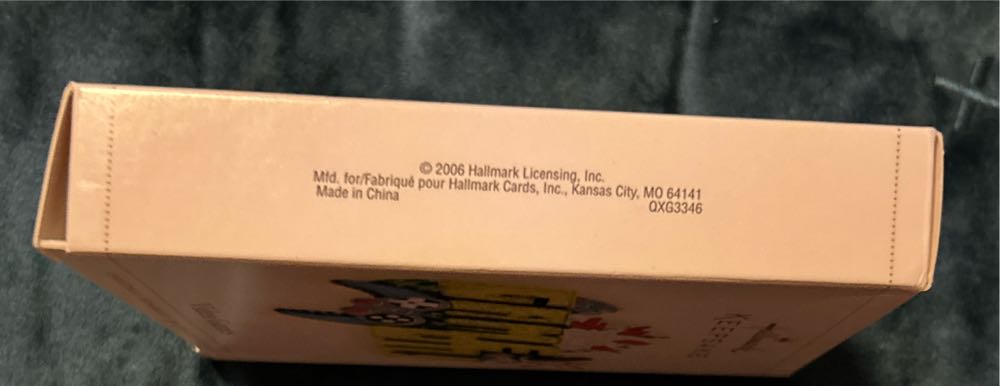 © 2006 Hallmark Licensing, Inc.
Mfd. for/Fabriqué pour Hallmark Cards, Inc., Kansas City, MO 64141
Made in China
QXG3346
KEEPSAKE